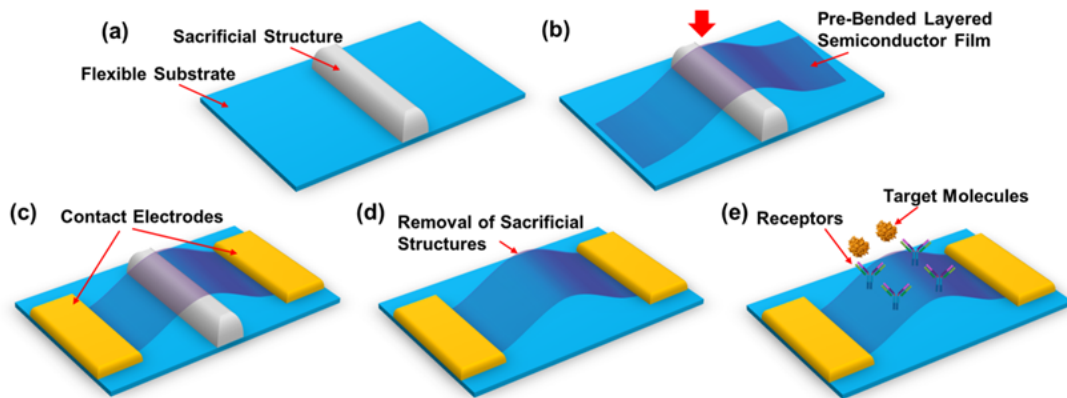 (a)
Sacrificial Structure
Flexible Substrate
(b)
Pre-Bended Layered
Semiconductor Film
(c)
Contact Electrodes
(d)
Removal of Sacrificial
Structures
(e)
Target Molecules
Receptors